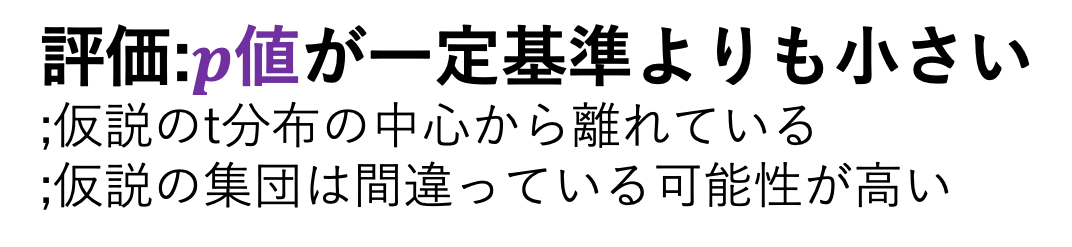 評価:p値が一定基準よりも小さい
;仮説のt分布の中心から離れている
;仮説の集団は間違っている可能性が高い